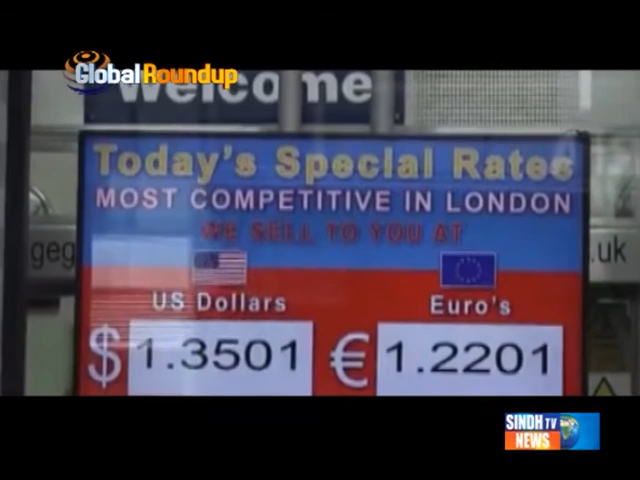 GlobalRoundup
Welcome
Today's Special Rates
MOST COMPETITIVE IN LONDON
WE SELL TO YOU AT
.uk
US Dollars
Euro's
$ 1.3501
€ 1.2201
SINDH TV
NEWS